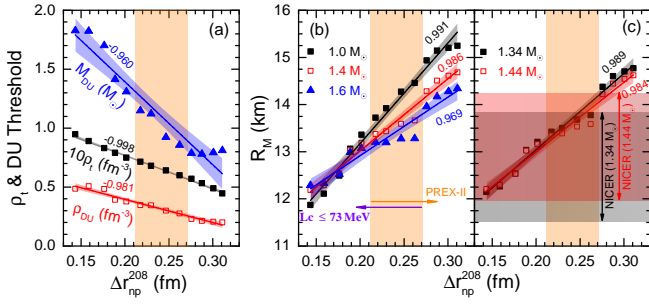 (a)
(b)
(c)
ρt & DU Threshold
2.0
1.5
1.0
0.5
0.0
-0.960
MDU (M⊙)
-0.998
10ρt (fm⁻³)
-0.981
ρDU (fm⁻³)
0.15 0.20 0.25 0.30
Δrnp²⁰⁸ (fm)
RM (km)
16
15
14
13
12
11
1.0 M⊙
1.4 M⊙
1.6 M⊙
0.991
0.986
0.969
PREX-II
Lc ≤ 73 MeV
0.15 0.20 0.25 0.30
Δrnp²⁰⁸ (fm)
1.34 M⊙
1.44 M⊙
0.989
0.984
NICER (1.34 M⊙)
NICER (1.44 M⊙)
0.15 0.20 0.25 0.30
Δrnp²⁰⁸ (fm)